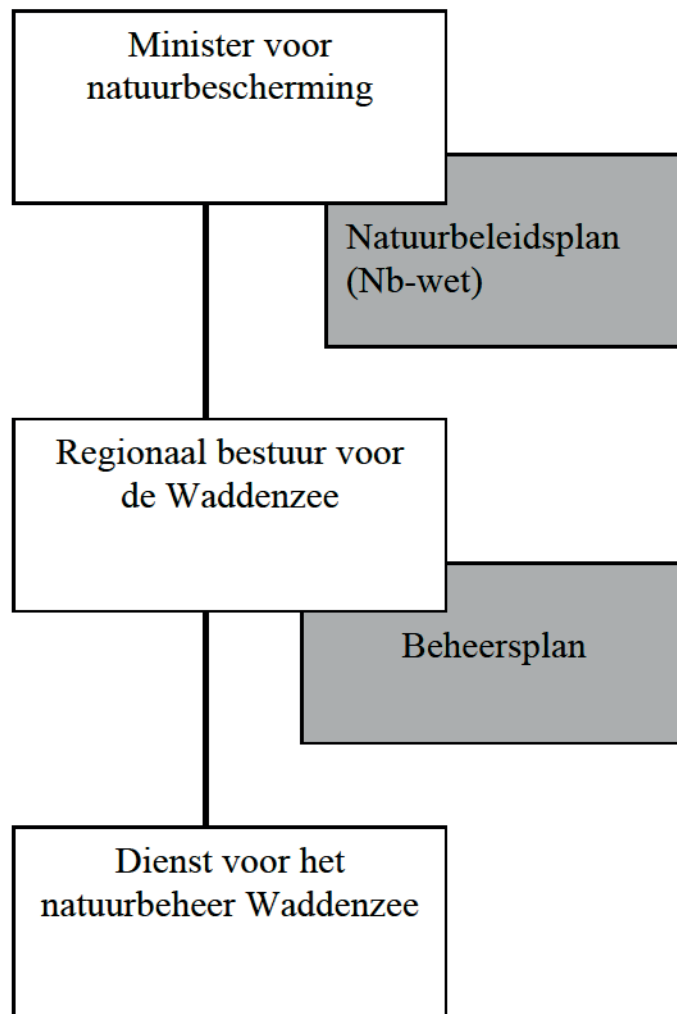 Minister voor
natuurbescherming
Natuurbeleidsplan
(Nb-wet)
Regionaal bestuur voor
de Waddenzee
Beheersplan
Dienst voor het
natuurbeheer Waddenzee